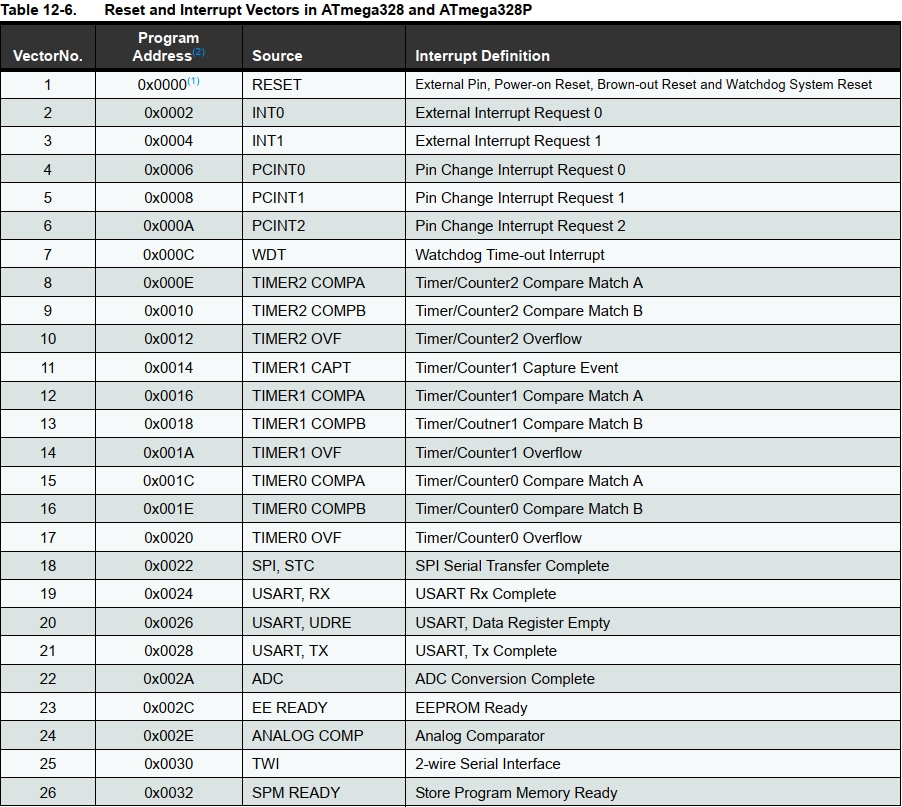 Table 12-6. Reset and Interrupt Vectors in ATmega328 and ATmega328P
VectorNo. Program Address(2) Source Interrupt Definition
1 0x0000(1) RESET External Pin, Power-on Reset, Brown-out Reset and Watchdog System Reset
2 0x0002 INT0 External Interrupt Request 0
3 0x0004 INT1 External Interrupt Request 1
4 0x0006 PCINT0 Pin Change Interrupt Request 0
5 0x0008 PCINT1 Pin Change Interrupt Request 1
6 0x000A PCINT2 Pin Change Interrupt Request 2
7 0x000C WDT Watchdog Time-out Interrupt
8 0x000E TIMER2 COMPA Timer/Counter2 Compare Match A
9 0x0010 TIMER2 COMPB Timer/Counter2 Compare Match B
10 0x0012 TIMER2 OVF Timer/Counter2 Overflow
11 0x0014 TIMER1 CAPT Timer/Counter1 Capture Event
12 0x0016 TIMER1 COMPA Timer/Counter1 Compare Match A
13 0x0018 TIMER1 COMPB Timer/Coutner1 Compare Match B
14 0x001A TIMER1 OVF Timer/Counter1 Overflow
15 0x001C TIMER0 COMPA Timer/Counter0 Compare Match A
16 0x001E TIMER0 COMPB Timer/Counter0 Compare Match B
17 0x0020 TIMER0 OVF Timer/Counter0 Overflow
18 0x0022 SPI, STC SPI Serial Transfer Complete
19 0x0024 USART, RX USART Rx Complete
20 0x0026 USART, UDRE USART, Data Register Empty
21 0x0028 USART, TX USART, Tx Complete
22 0x002A ADC ADC Conversion Complete
23 0x002C EE READY EEPROM Ready
24 0x002E ANALOG COMP Analog Comparator
25 0x0030 TWI 2-wire Serial Interface
26 0x0032 SPM READY Store Program Memory Ready